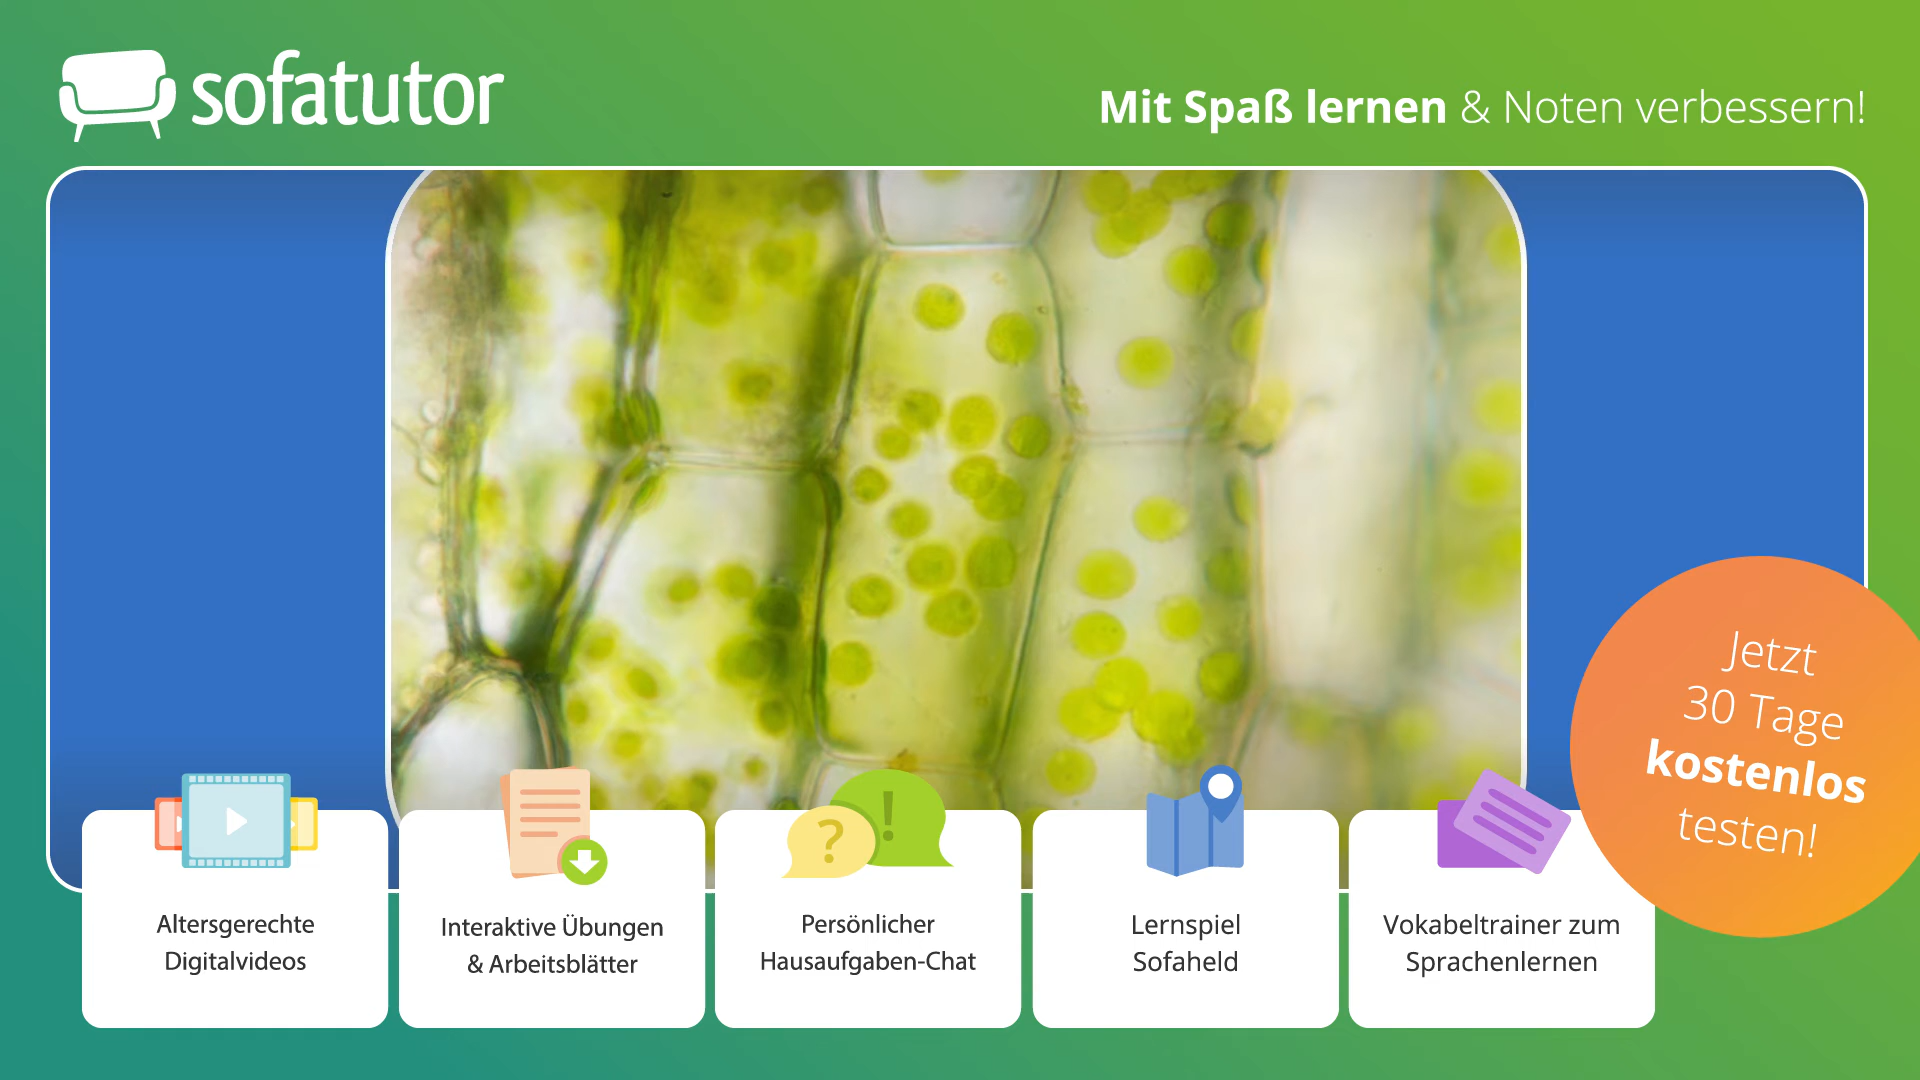 sofatutor
Mit Spaß lernen & Noten verbessern!
Jetzt
30 Tage
kostenlos
testen!
?
!
Altersgerechte
Digitalvideos
Interaktive Übungen
& Arbeitsblätter
Persönlicher
Hausaufgaben-Chat
Lernspiel
Sofaheld
Vokabeltrainer zum
Sprachenlernen